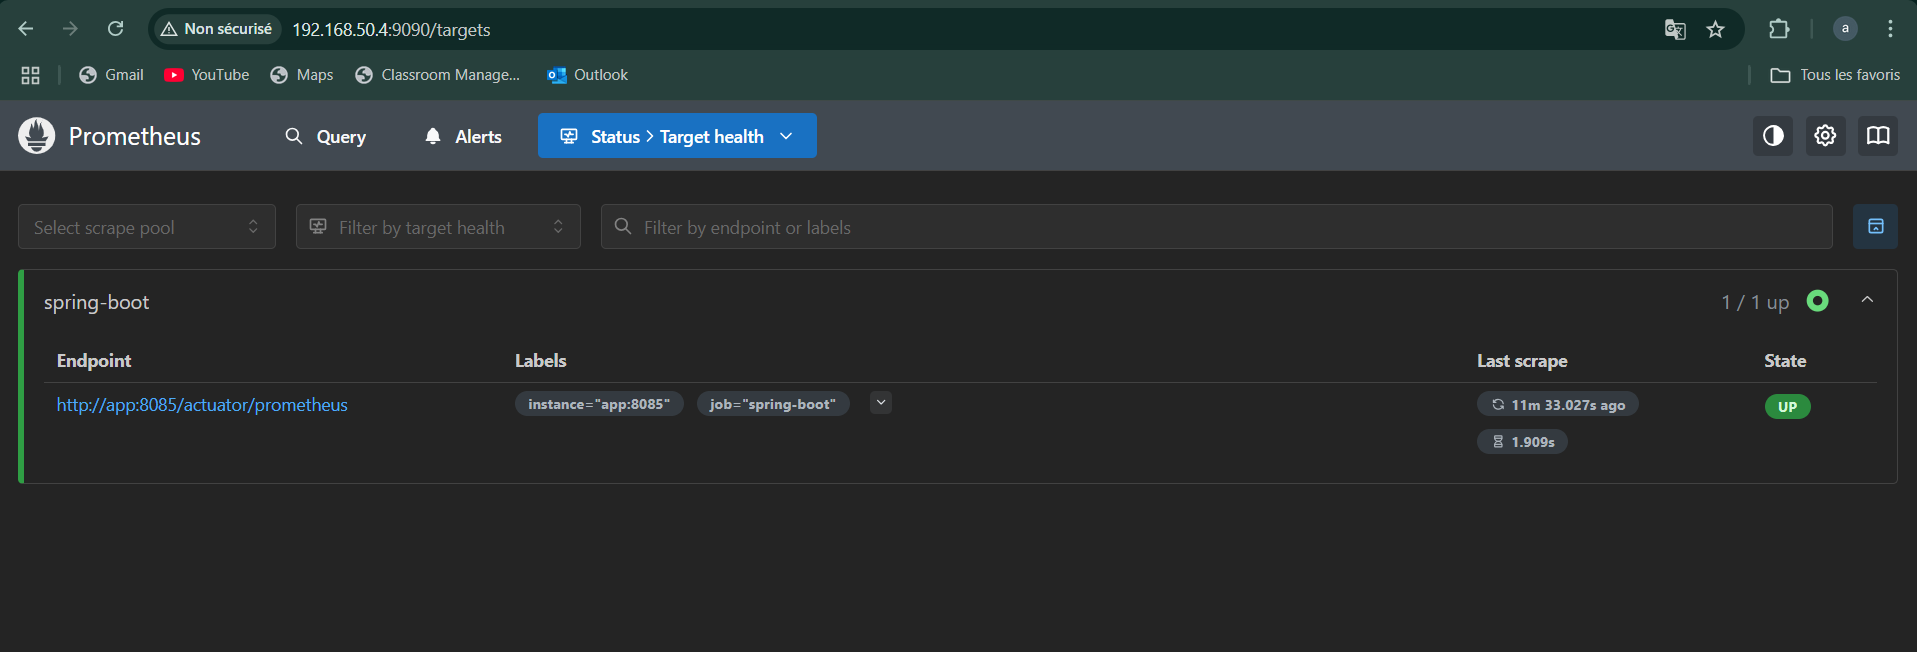 Non sécurisé 192.168.50.4:9090/targets a
Gmail YouTube Maps Classroom Manage... Outlook Tous les favoris
Prometheus Query Alerts Status > Target health
Select scrape pool Filter by target health Filter by endpoint or labels
spring-boot 1 / 1 up
Endpoint Labels Last scrape State
http://app:8085/actuator/prometheus instance="app:8085" job="spring-boot" 11m 33.027s ago UP
1.909s